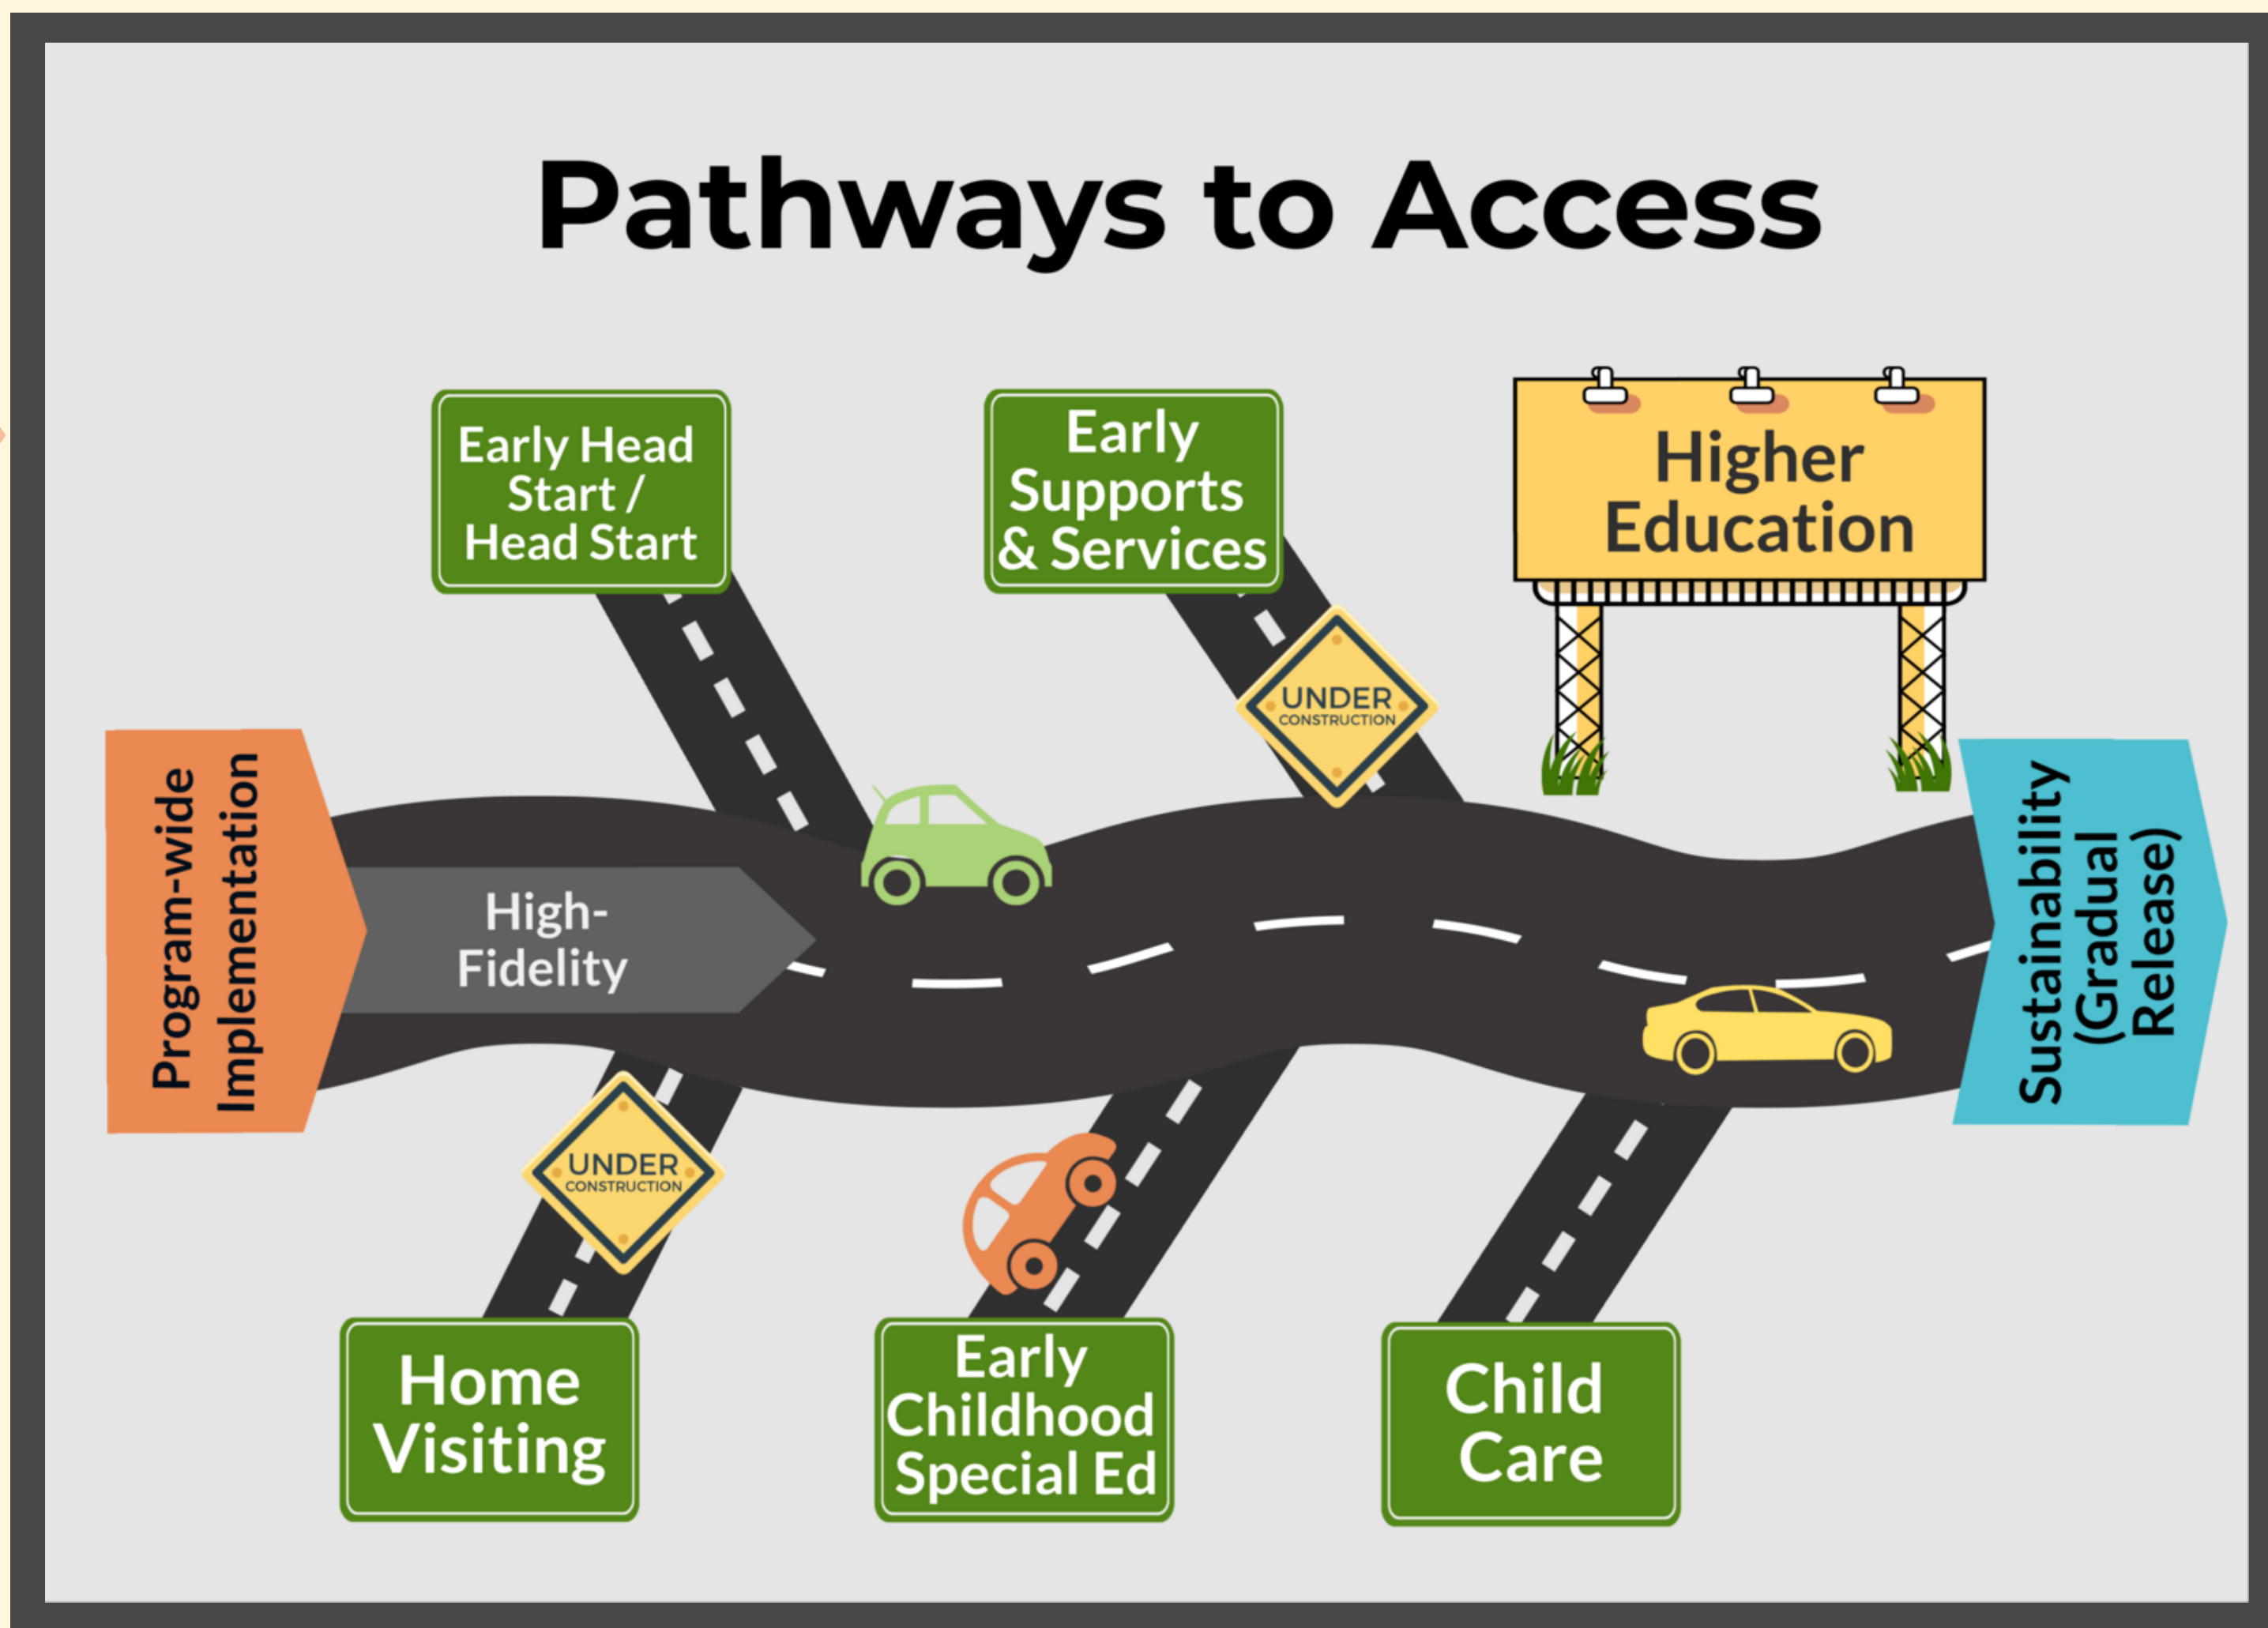 Pathways to Access
Early Head
Start /
Head Start
Early
Supports
& Services
Higher
Education
UNDER
CONSTRUCTION
Program-wide
Implementation
High-
Fidelity
Sustainability
(Gradual
Release)
UNDER
CONSTRUCTION
Home
Visiting
Early
Childhood
Special Ed
Child
Care